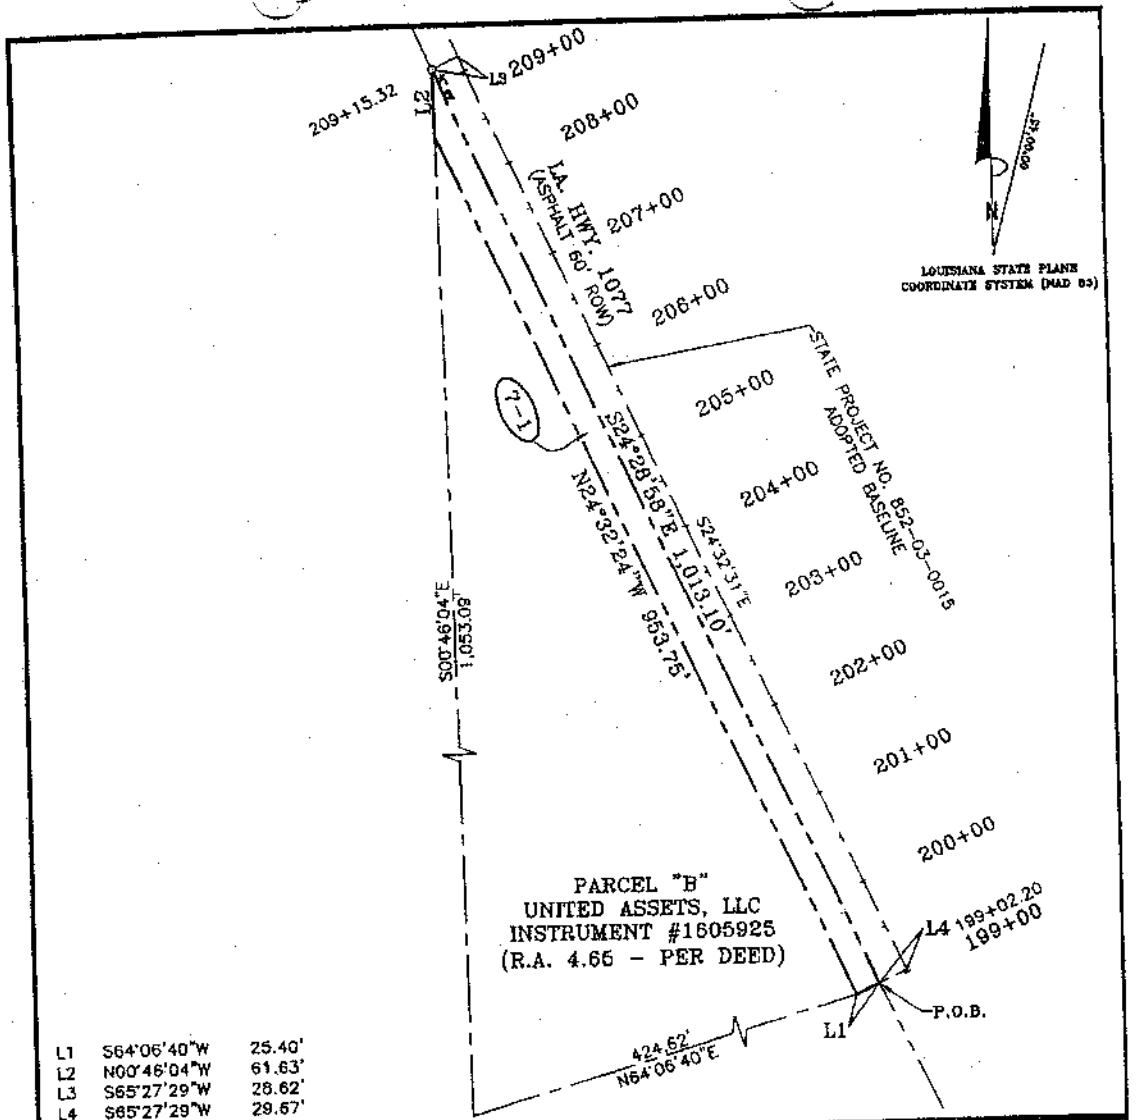 209+15.32
L2
L3
209+00
208+00
LA. HWY. 1077
(ASPHALT 60' ROW)
207+00
206+00
205+00
204+00
203+00
202+00
201+00
200+00
199+02.20
199+00
N
LOUISIANA STATE PLANE
COORDINATE SYSTEM (NAD 83)
STATE PROJECT NO. 852-03-0015
ADOPTED BASELINE
7-1
S24°28'58"E 1,013.10'
S24°32'31"E
N24°32'24"W 953.75'
S00°46'04"E
1,053.09'
PARCEL "B"
UNITED ASSETS, LLC
INSTRUMENT #1605925
(R.A. 4.65 - PER DEED)
L4
P.O.B.
L1
424.62'
N64°06'40"E
L1 S64°06'40"W 25.40'
L2 N00°46'04"W 61.63'
L3 S65°27'29"W 28.62'
L4 S65°27'29"W 29.67'